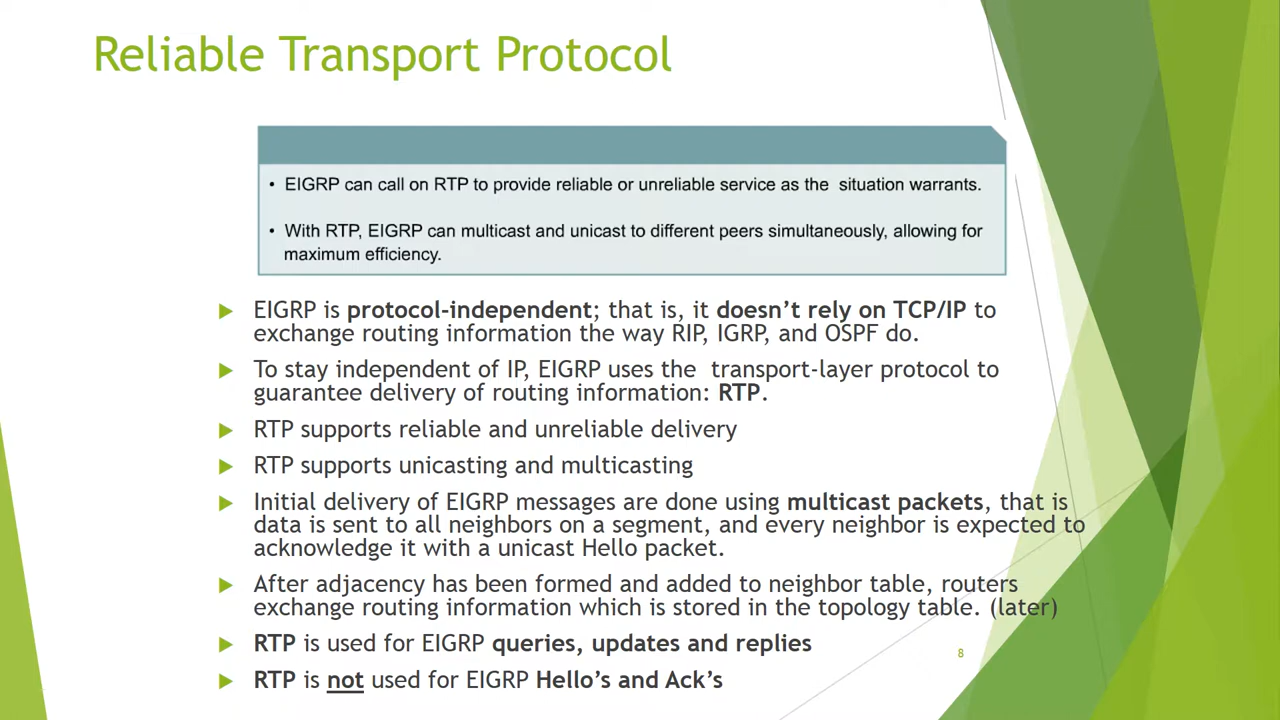 Reliable Transport Protocol
• EIGRP can call on RTP to provide reliable or unreliable service as the situation warrants.
• With RTP, EIGRP can multicast and unicast to different peers simultaneously, allowing for
maximum efficiency.
EIGRP is protocol-independent; that is, it doesn’t rely on TCP/IP to
exchange routing information the way RIP, IGRP, and OSPF do.
To stay independent of IP, EIGRP uses the transport-layer protocol to
guarantee delivery of routing information: RTP.
RTP supports reliable and unreliable delivery
RTP supports unicasting and multicasting
Initial delivery of EIGRP messages are done using multicast packets, that is
data is sent to all neighbors on a segment, and every neighbor is expected to
acknowledge it with a unicast Hello packet.
After adjacency has been formed and added to neighbor table, routers
exchange routing information which is stored in the topology table. (later)
RTP is used for EIGRP queries, updates and replies
8
RTP is not used for EIGRP Hello’s and Ack’s